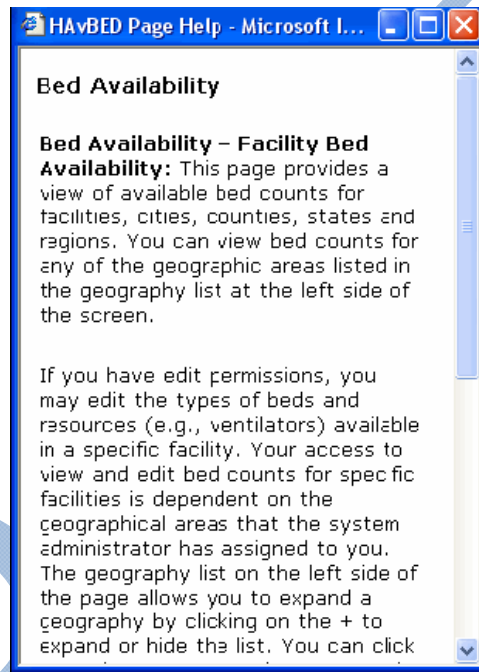 HAvBED Page Help - Microsoft I...
Bed Availability
Bed Availability – Facility Bed
Availability: This page provides a
view of available bed counts for
facilities, cities, counties, states and
regions. You can view bed counts for
any of the geographic areas listed in
the geography list at the left side of
the screen.
If you have edit permissions, you
may edit the types of beds and
resources (e.g., ventilators) available
in a specific facility. Your access to
view and edit bed counts for specific
facilities is dependent on the
geographical areas that the system
administrator has assigned to you.
The geography list on the left side of
the page allows you to expand a
geography by clicking on the + to
expand or hide the list. You can click